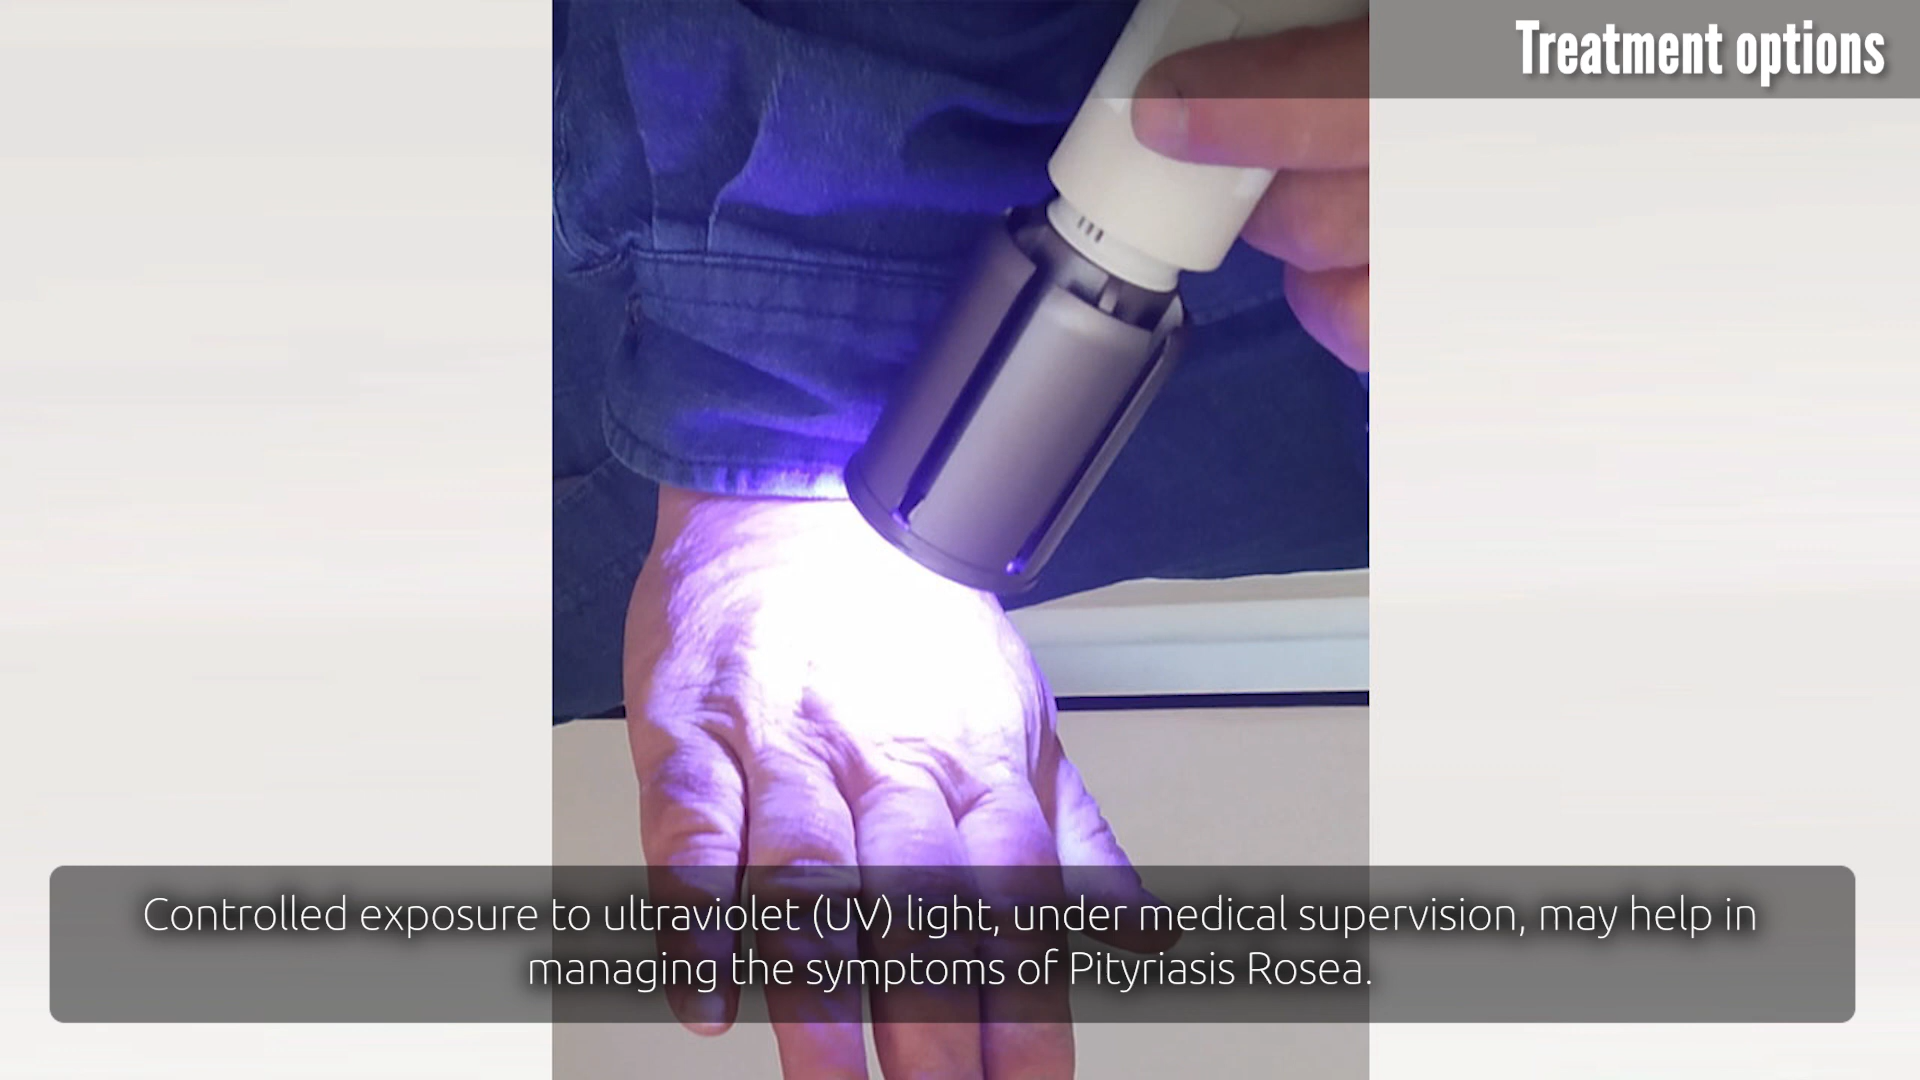 Treatment options
Controlled exposure to ultraviolet (UV) light, under medical supervision, may help in
managing the symptoms of Pityriasis Rosea.